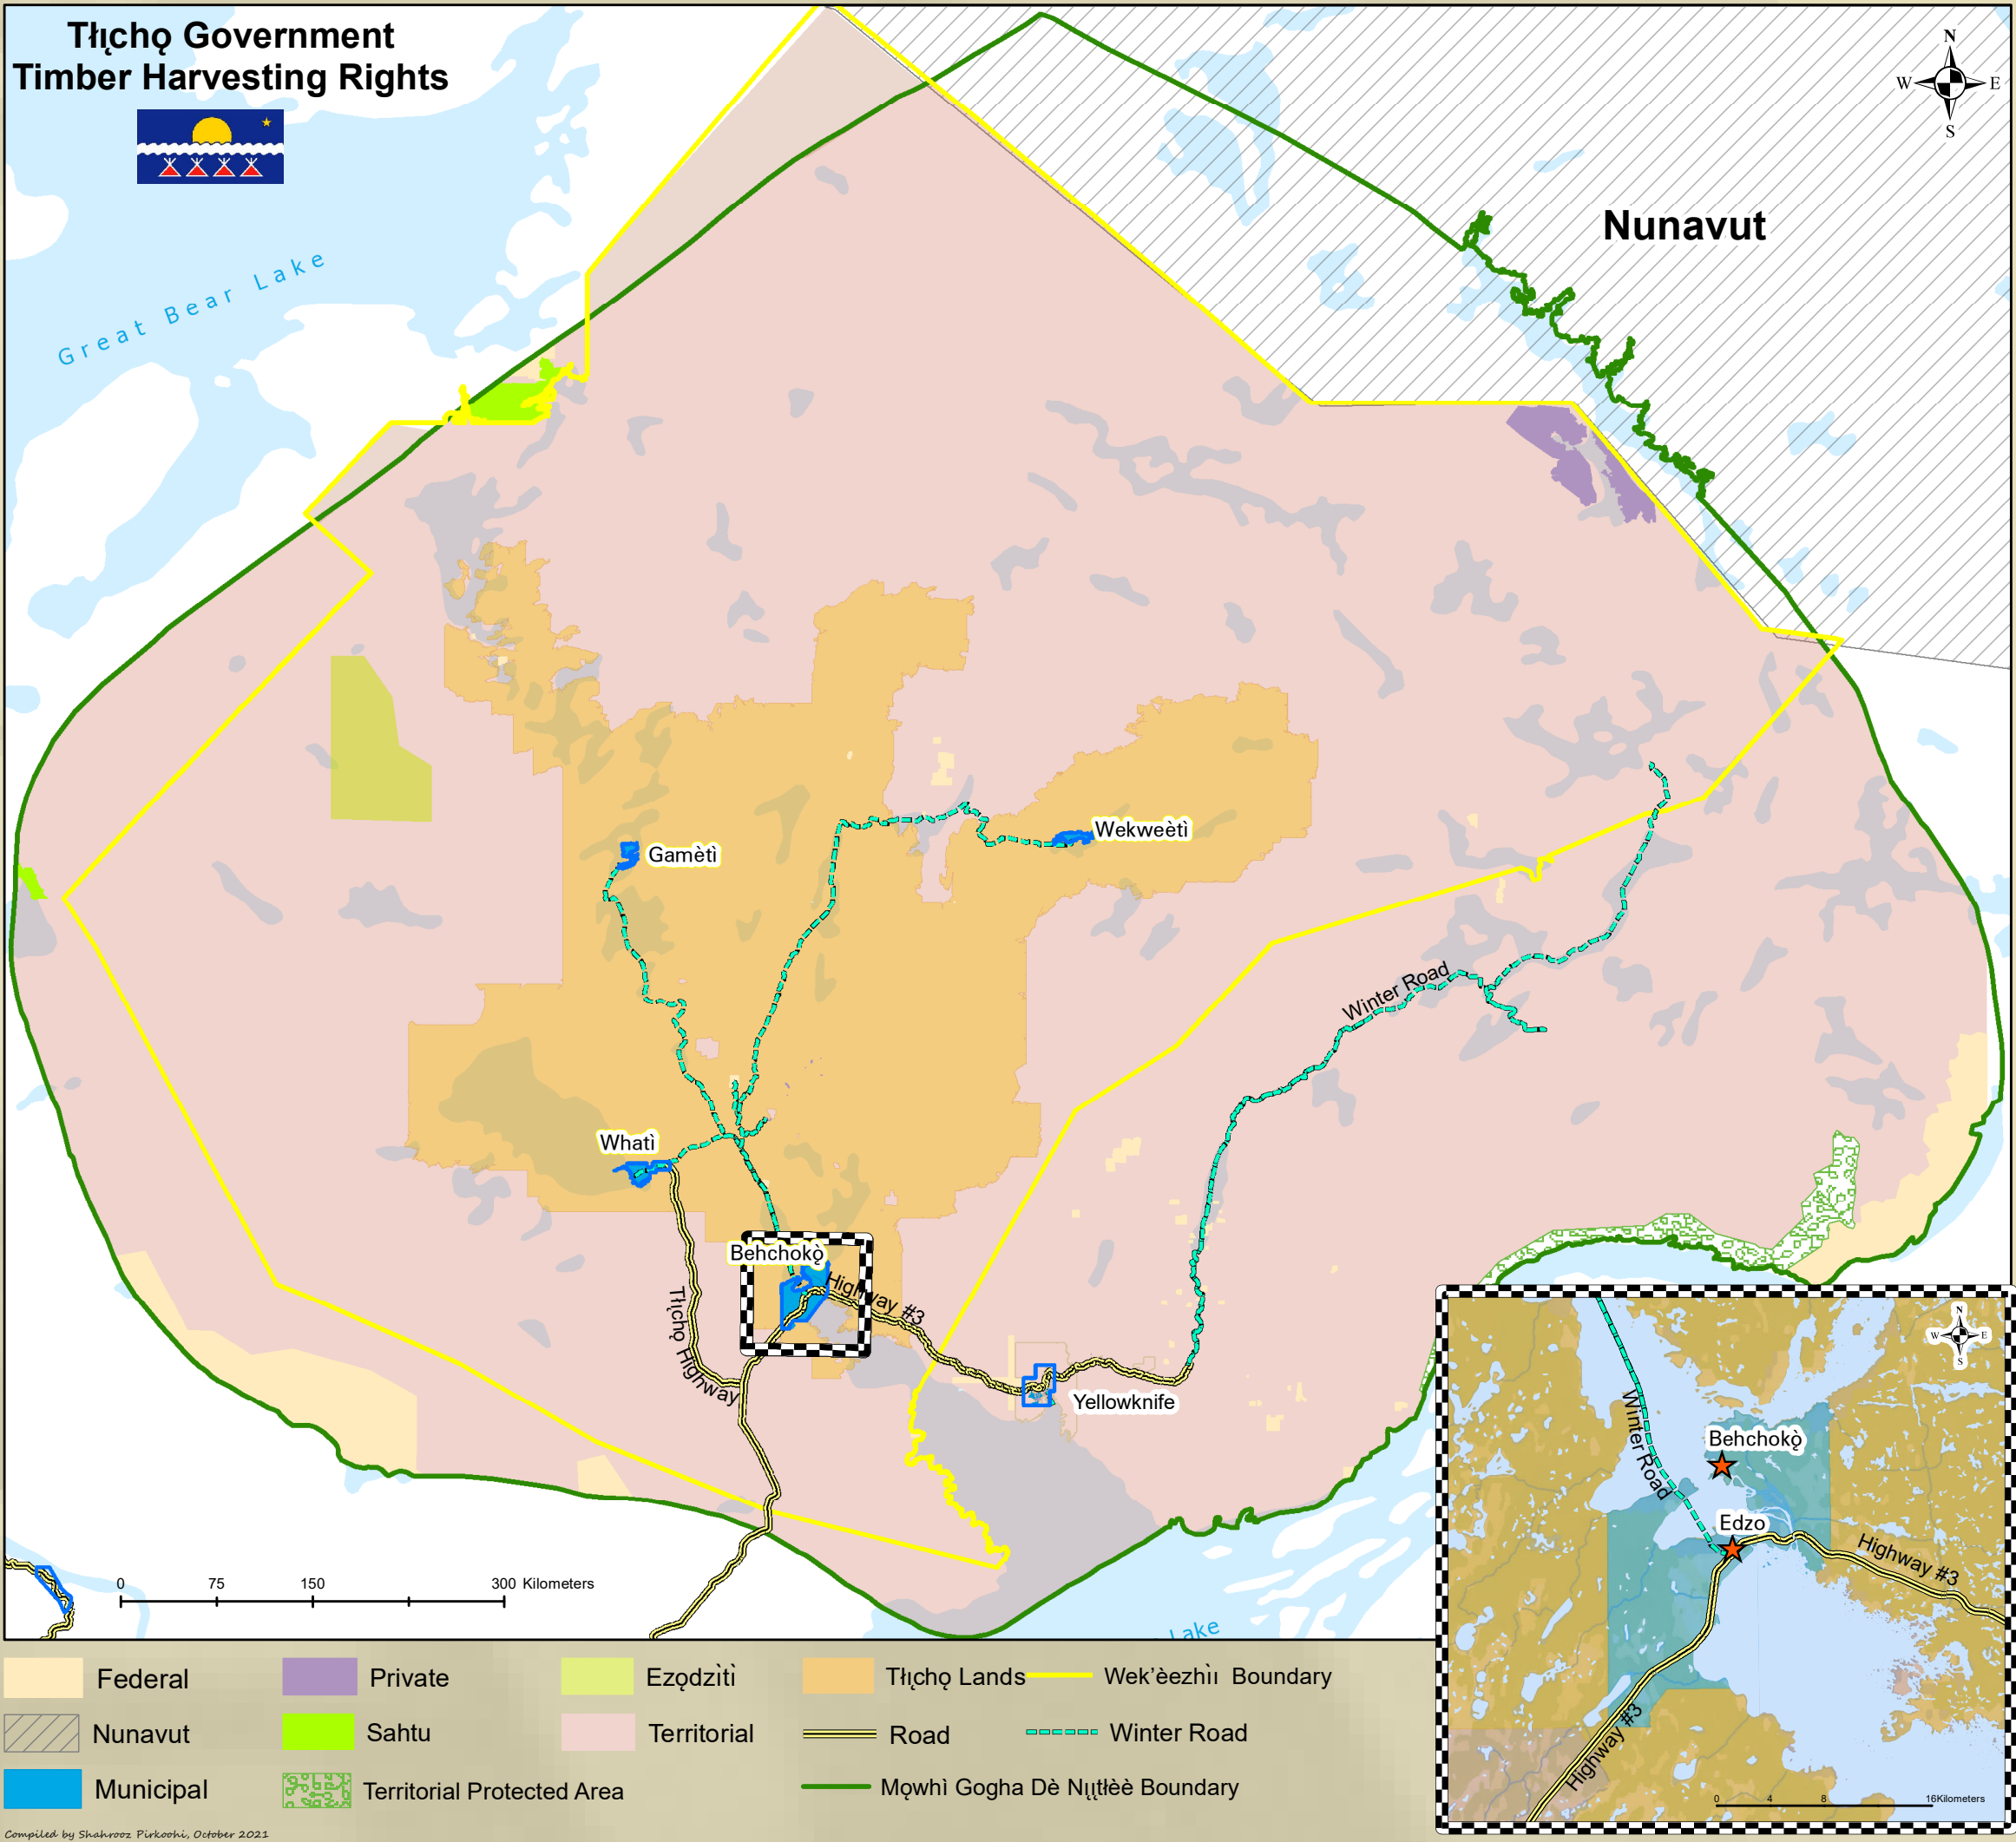 Tłı̨chǫ Government
Timber Harvesting Rights
N
W E
S
Nunavut
Great Bear Lake
Gamètì
Wekweètì
Winter Road
Whatì
Behchokǫ̀
Highway #3
Tłı̨chǫ Highway
Yellowknife
0 75 150 300 Kilometers
Lake
N
W E
S
Winter Road
Behchokǫ̀
Edzo
Highway #3
Highway #3
0 4 8 16Kilometers
Federal
Private
Ezǫdzìtì
Tłı̨chǫ Lands
Wek'èezhìı Boundary
Nunavut
Sahtu
Territorial
Road
Winter Road
Municipal
Territorial Protected Area
Mǫwhì Gogha Dè Nı̨ı̨tłèè Boundary
Compiled by Shahrooz Pirkoohi, October 2021